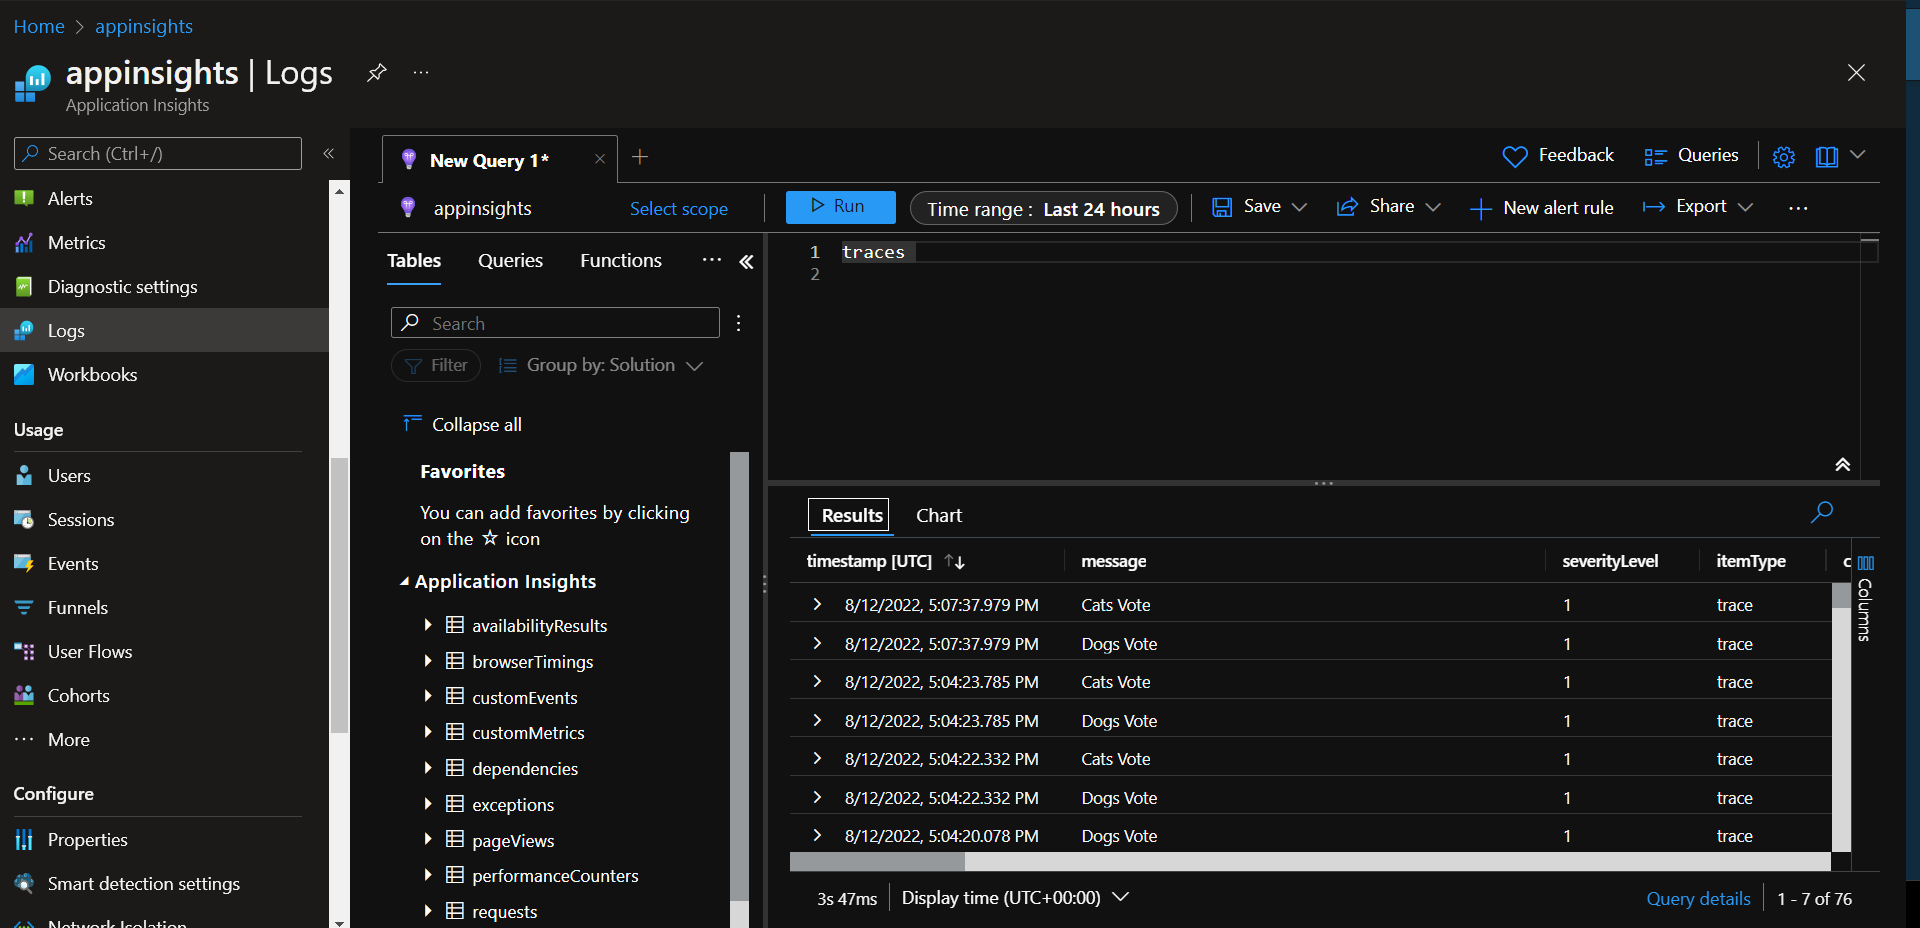 Home > appinsights
appinsights | Logs
Application Insights
Search (Ctrl+/)
Alerts
Metrics
Diagnostic settings
Logs
Workbooks
Usage
Users
Sessions
Events
Funnels
User Flows
Cohorts
More
Configure
Properties
Smart detection settings
Network Isolation
New Query 1*
Feedback
Queries
appinsights
Select scope
Run
Time range : Last 24 hours
Save
Share
New alert rule
Export
Tables Queries Functions
Search
Filter
Group by: Solution
Collapse all
Favorites
You can add favorites by clicking
on the ☆ icon
Application Insights
availabilityResults
browserTimings
customEvents
customMetrics
dependencies
exceptions
pageViews
performanceCounters
requests
1 traces
2
Results Chart
timestamp [UTC] message severityLevel itemType c
8/12/2022, 5:07:37.979 PM Cats Vote 1 trace
8/12/2022, 5:07:37.979 PM Dogs Vote 1 trace
8/12/2022, 5:04:23.785 PM Cats Vote 1 trace
8/12/2022, 5:04:23.785 PM Dogs Vote 1 trace
8/12/2022, 5:04:22.332 PM Cats Vote 1 trace
8/12/2022, 5:04:22.332 PM Dogs Vote 1 trace
8/12/2022, 5:04:20.078 PM Dogs Vote 1 trace
Columns
3s 47ms
Display time (UTC+00:00)
Query details
1 - 7 of 76